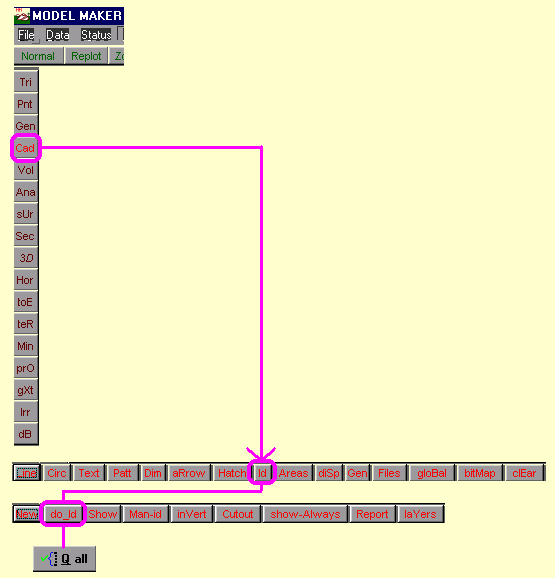 MODEL MAKER
File Data Status
Normal Replot
Tri
Pnt
Gen
Cad
Vol
Ana
sUr
Sec
3D
Hor
toE
teR
Min
prO
gXt
Irr
dB
Line Circ Text Patt Dim aRrow Hatch Id Areas diSp Gen Files gloBal bitMap clEar
New do_Id Show Man-id inVert Cutout show-Always Report laYers
Q all